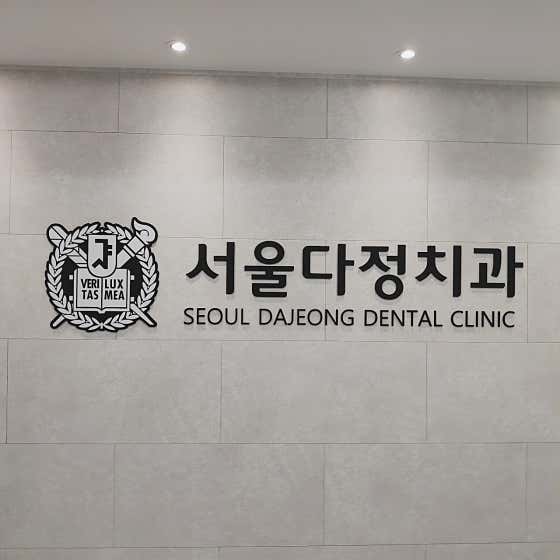 VERI LUX
TAS MEA
서울다정치과
SEOUL DAJEONG DENTAL CLINIC